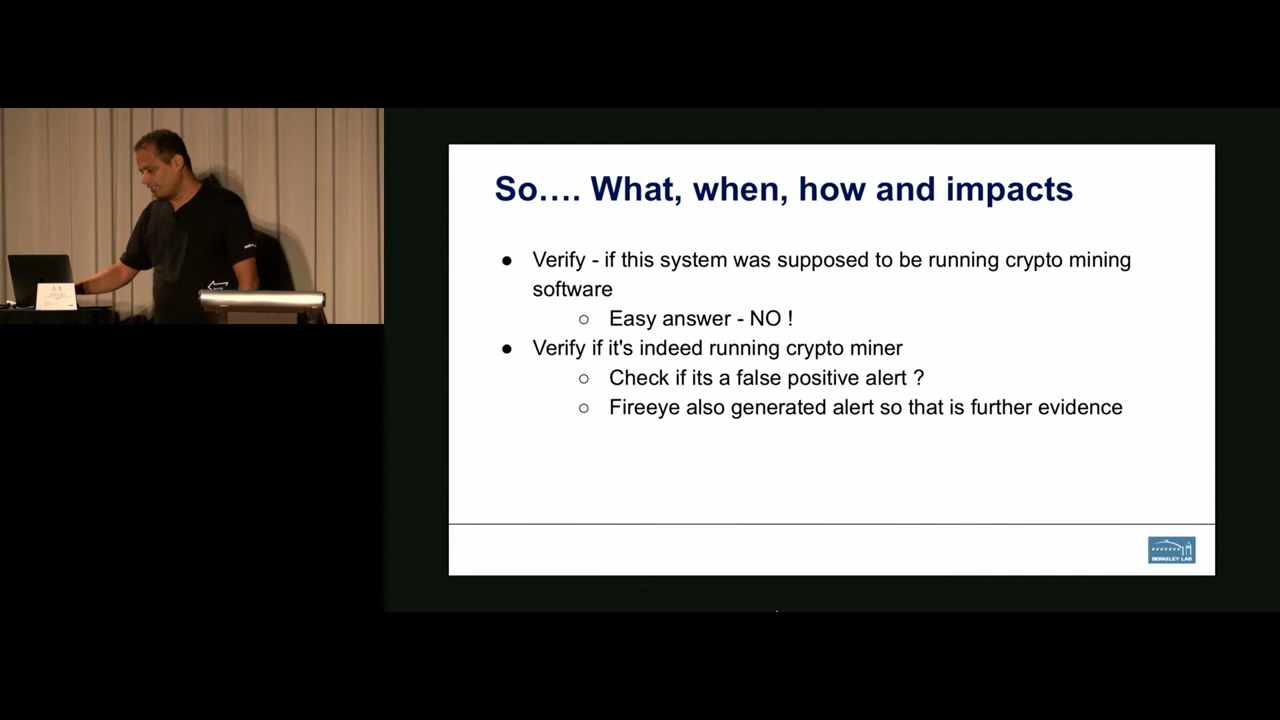 So.... What, when, how and impacts
● Verify - if this system was supposed to be running crypto mining
software
○ Easy answer - NO !
● Verify if it's indeed running crypto miner
○ Check if its a false positive alert ?
○ Fireeye also generated alert so that is further evidence
BERKELEY LAB